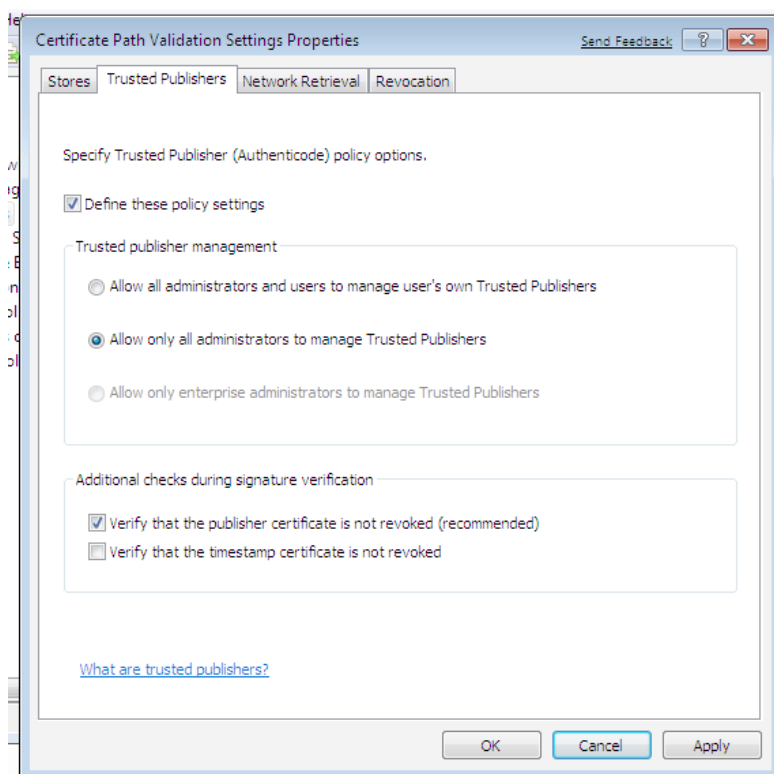 Certificate Path Validation Settings Properties
Send Feedback
?
Stores
Trusted Publishers
Network Retrieval
Revocation
Specify Trusted Publisher (Authenticode) policy options.
Define these policy settings
Trusted publisher management
Allow all administrators and users to manage user's own Trusted Publishers
Allow only all administrators to manage Trusted Publishers
Allow only enterprise administrators to manage Trusted Publishers
Additional checks during signature verification
Verify that the publisher certificate is not revoked (recommended)
Verify that the timestamp certificate is not revoked
What are trusted publishers?
OK
Cancel
Apply